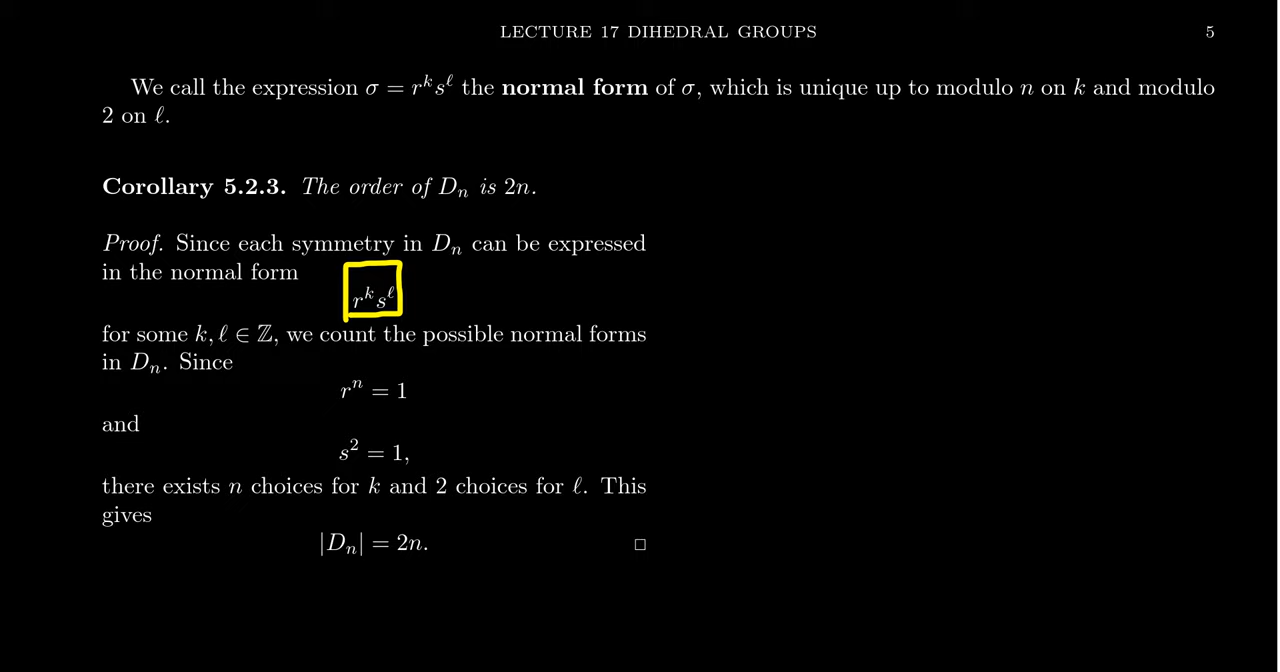 LECTURE 17 DIHEDRAL GROUPS 5
We call the expression σ = r^k s^ℓ the normal form of σ, which is unique up to modulo n on k and modulo
2 on ℓ.
Corollary 5.2.3. The order of D_n is 2n.
Proof. Since each symmetry in D_n can be expressed
in the normal form
r^k s^ℓ
for some k, ℓ ∈ ℤ, we count the possible normal forms
in D_n. Since
r^n = 1
and
s^2 = 1,
there exists n choices for k and 2 choices for ℓ. This
gives
|D_n| = 2n. □